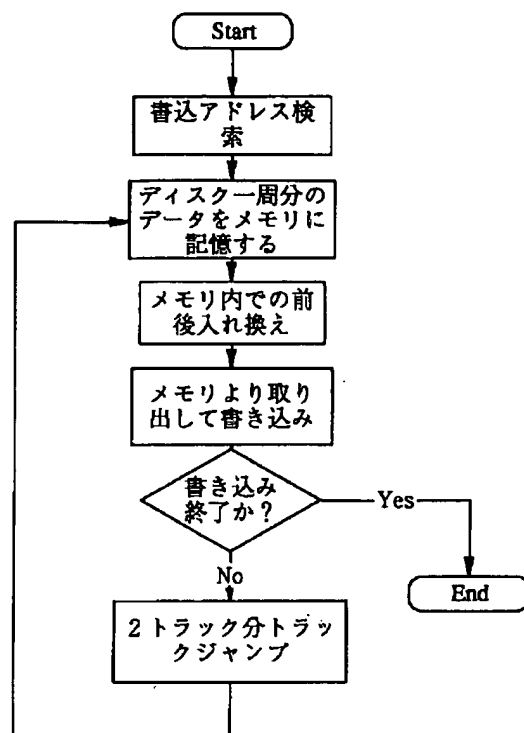 Start
書込アドレス検
索
ディスク一周分の
データをメモリに
記憶する
メモリ内での前
後入れ換え
メモリより取り
出して書き込み
書き込み
終了か？
Yes
No
End
２トラック分トラッ
クジャンプ